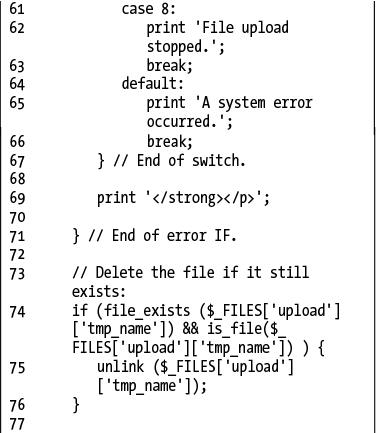 61 case 8:
62 print 'File upload
stopped.';
63 break;
64 default:
65 print 'A system error
occurred.';
66 break;
67 } // End of switch.
68
69 print '</strong></p>';
70
71 } // End of error IF.
72
73 // Delete the file if it still
exists:
74 if (file_exists ($_FILES['upload']
['tmp_name']) && is_file($_
FILES['upload']['tmp_name']) ) {
75 unlink ($_FILES['upload']
['tmp_name']);
76 }
77